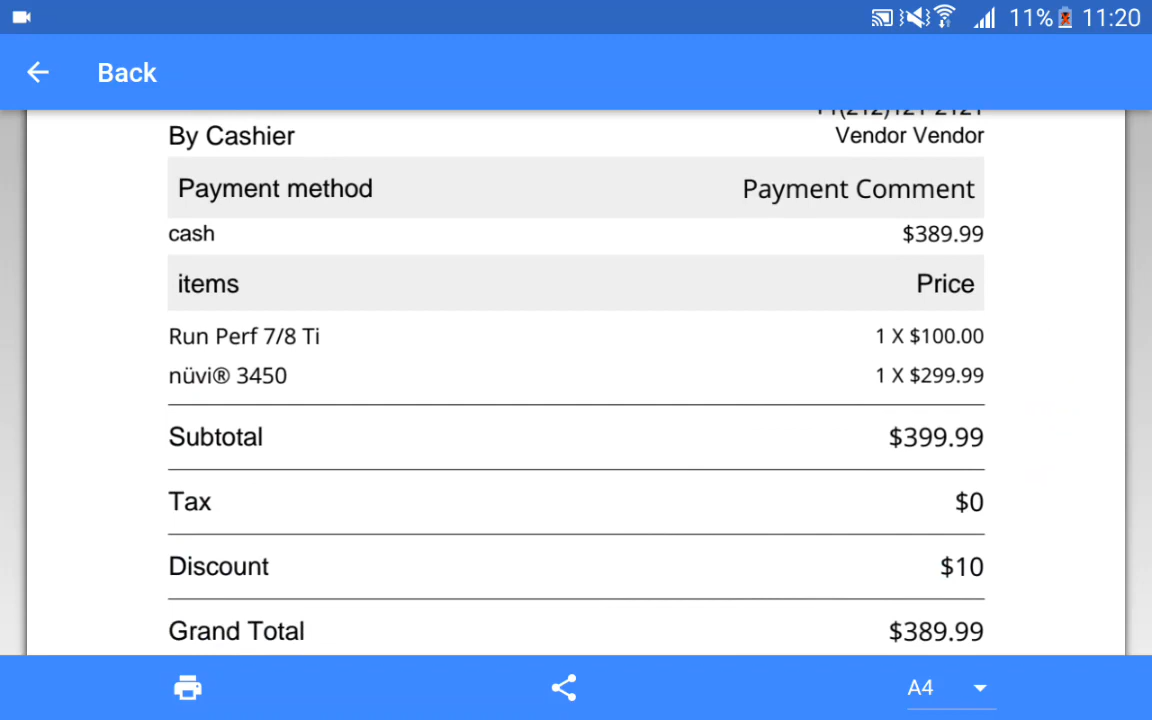 11% 11:20
Back
By Cashier
Vendor Vendor
Payment method Payment Comment
cash $389.99
items Price
Run Perf 7/8 Ti 1 X $100.00
nüvi® 3450 1 X $299.99
Subtotal $399.99
Tax $0
Discount $10
Grand Total $389.99
A4